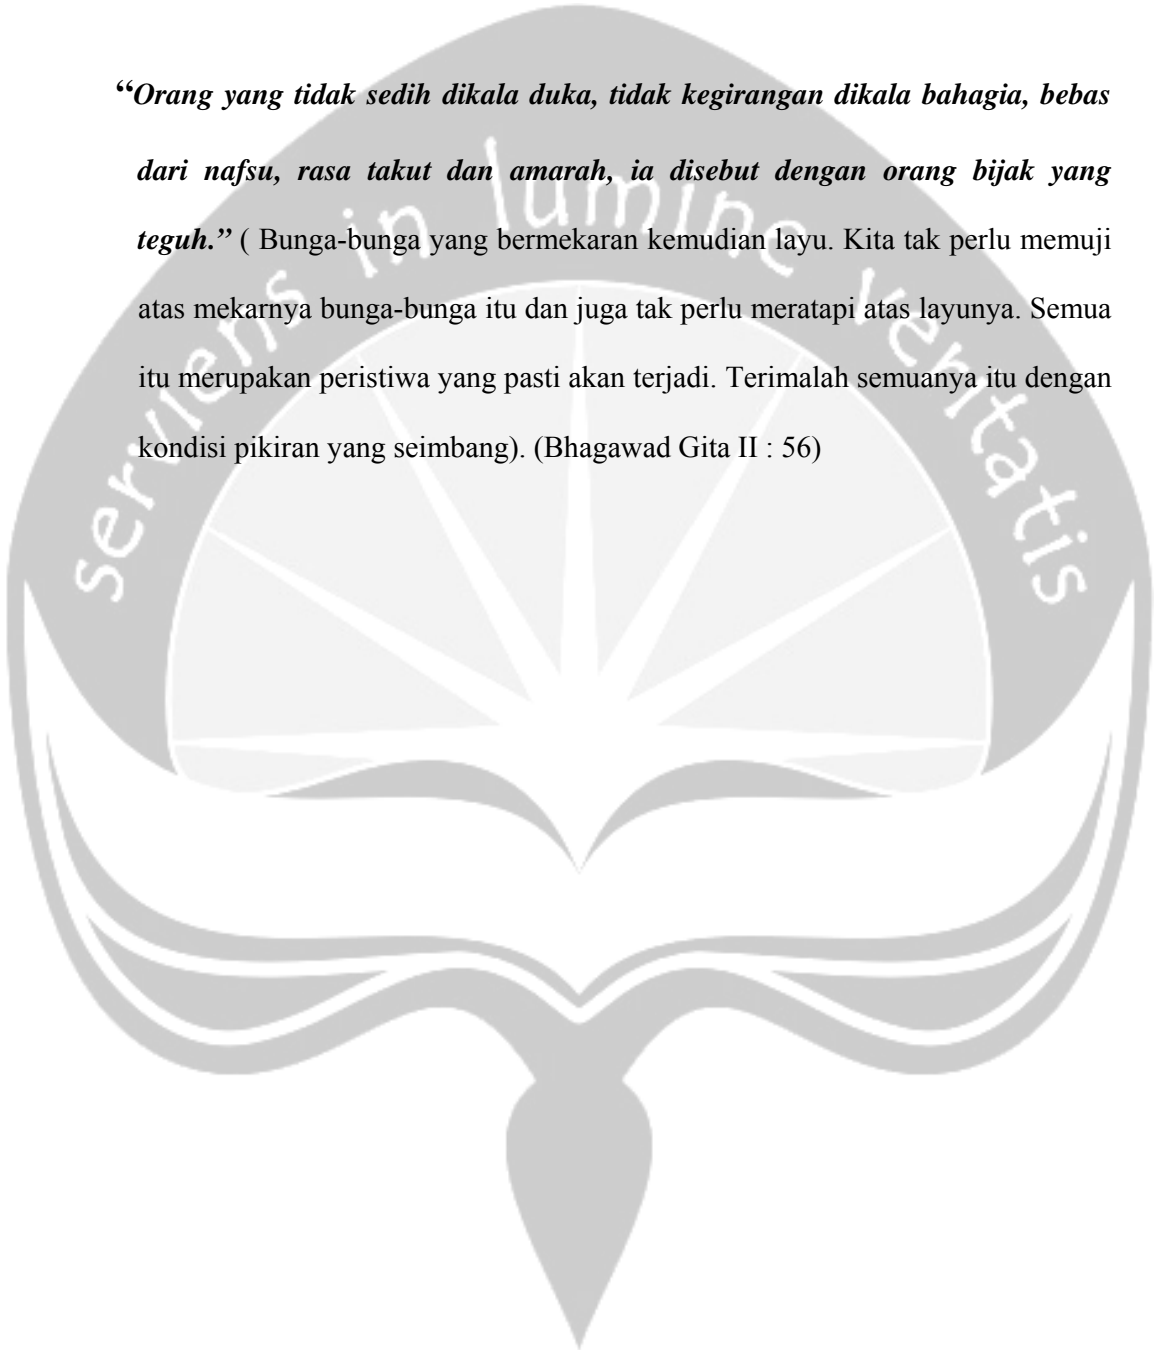 “Orang yang tidak sedih dikala duka, tidak kegirangan dikala bahagia, bebas
dari nafsu, rasa takut dan amarah, ia disebut dengan orang bijak yang
teguh.” ( Bunga-bunga yang bermekaran kemudian layu. Kita tak perlu memuji
atas mekarnya bunga-bunga itu dan juga tak perlu meratapi atas layunya. Semua
itu merupakan peristiwa yang pasti akan terjadi. Terimalah semuanya itu dengan
kondisi pikiran yang seimbang). (Bhagawad Gita II : 56)
serviens in lumine veritatis